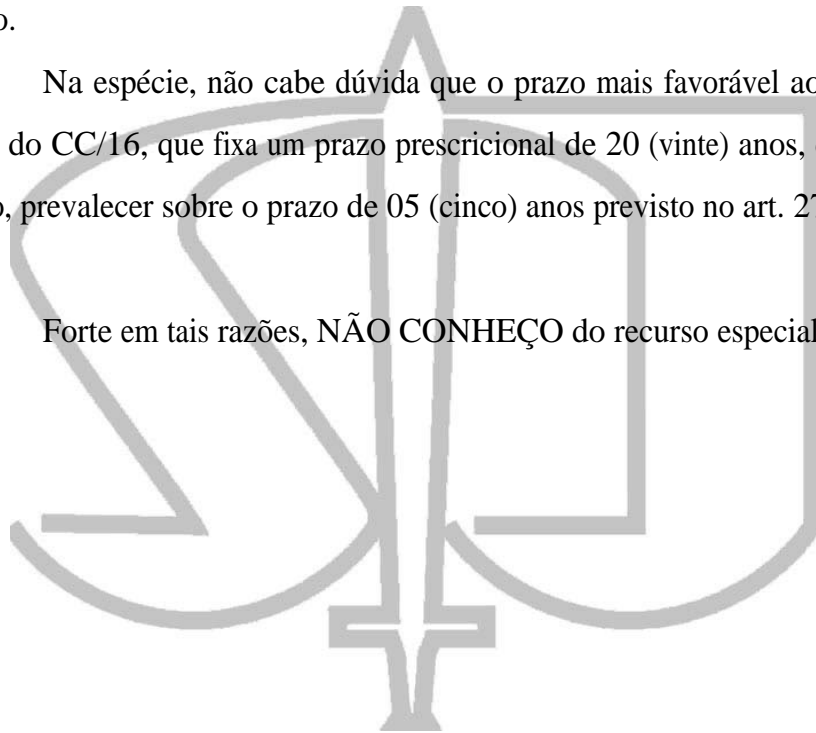 o.
Na espécie, não cabe dúvida que o prazo mais favorável ao
do CC/16, que fixa um prazo prescricional de 20 (vinte) anos,
o, prevalecer sobre o prazo de 05 (cinco) anos previsto no art. 27
Forte em tais razões, NÃO CONHEÇO do recurso especial